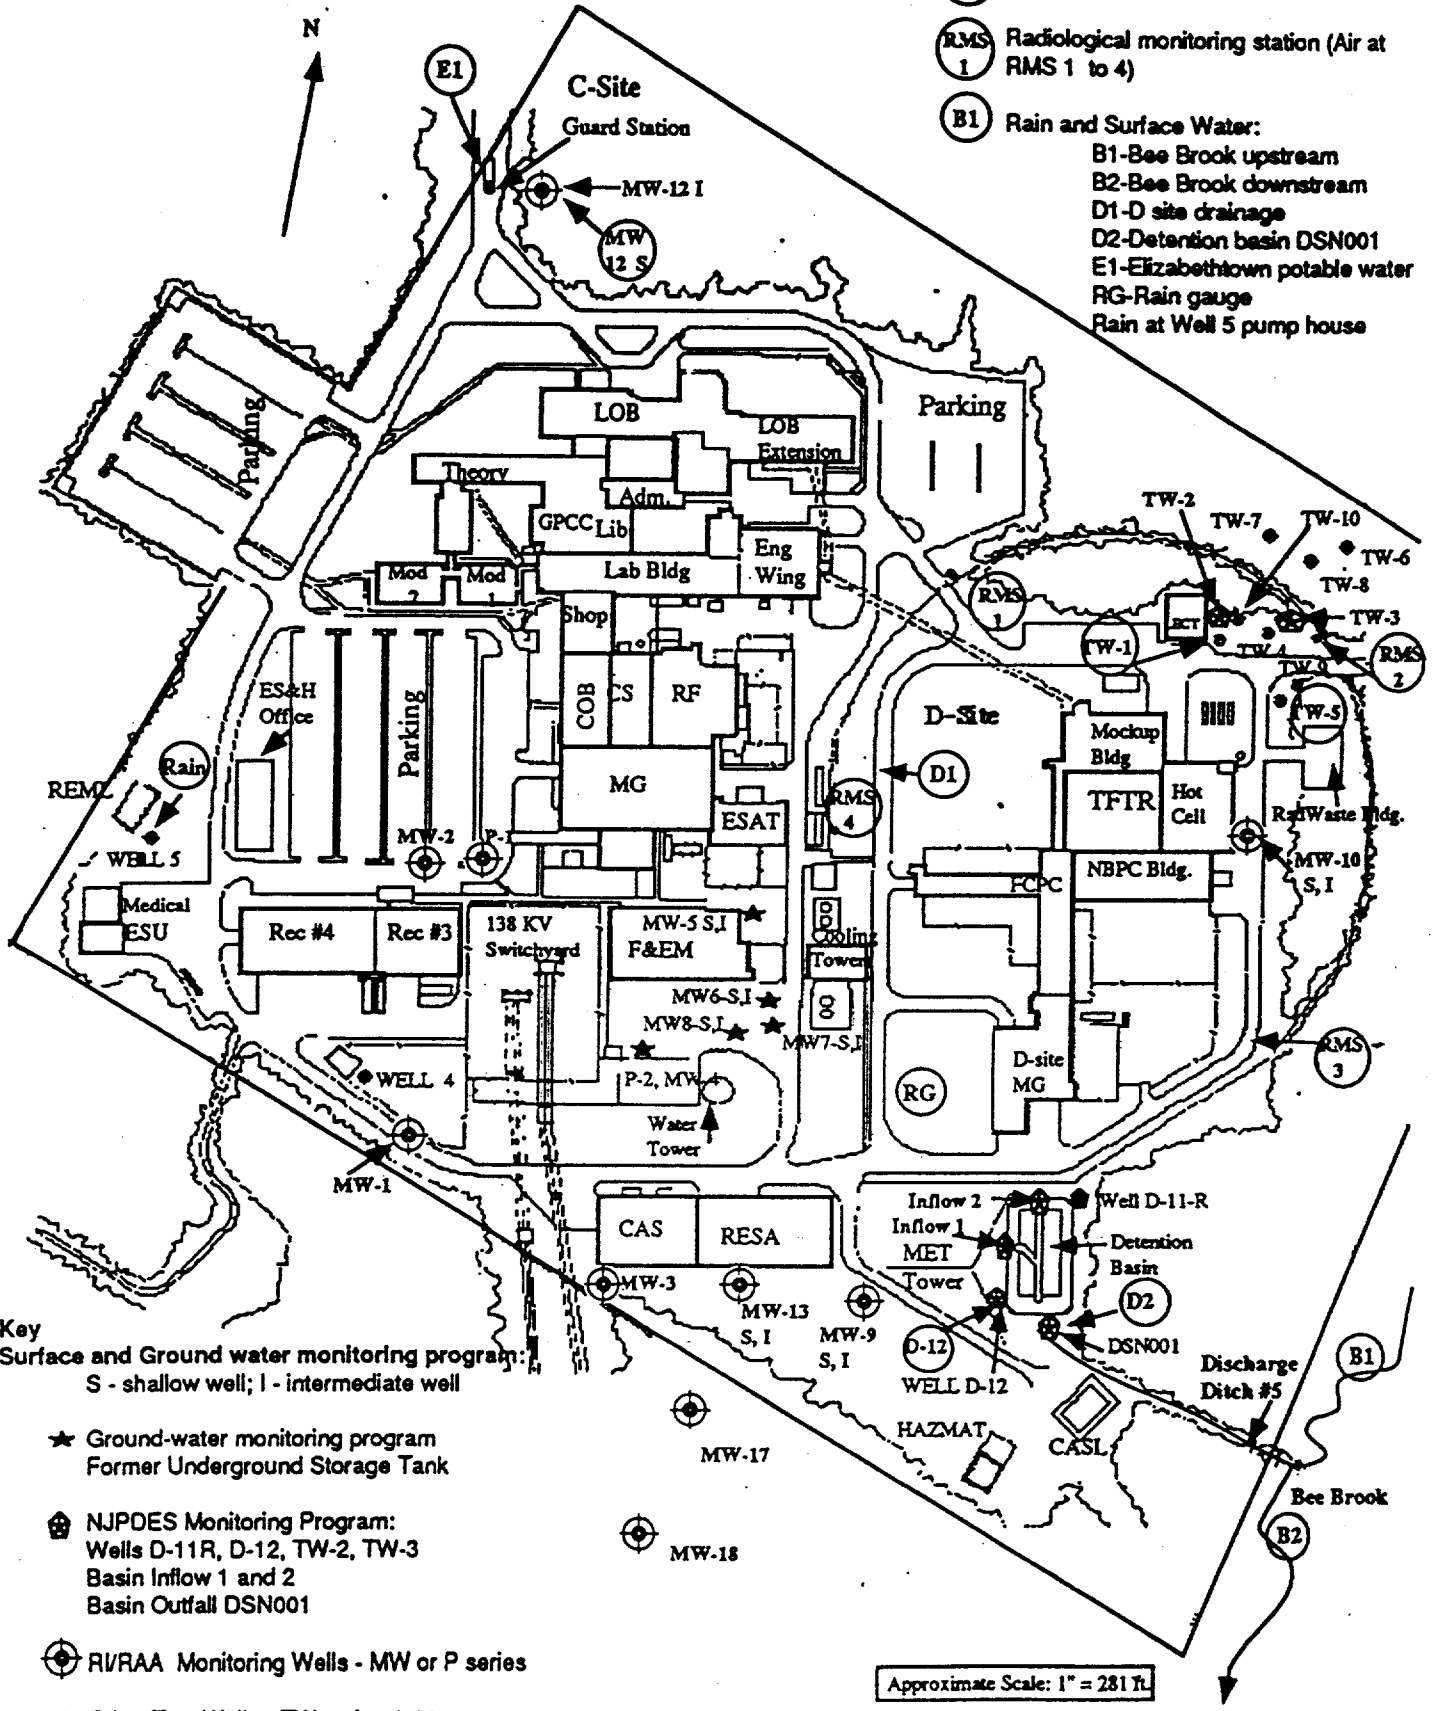 N
E1
C-Site
Guard Station
MW-12 I
MW
12 S
RMS
1
Radiological monitoring station (Air at
RMS 1 to 4)
B1
Rain and Surface Water:
B1-Bee Brook upstream
B2-Bee Brook downstream
D1-D site drainage
D2-Detention basin DSN001
E1-Elizabethtown potable water
RG-Rain gauge
Rain at Well 5 pump house
Parking
LOB
LOB
Extension
Parking
Theory
Adm.
GPCC
Lib
Eng
Wing
Lab Bldg
Mod
2
Mod
1
Shop
COB
CS
RF
MG
ESAT
TW-2
TW-7
TW-10
TW-6
TW-8
TW-3
RMS
1
TW-1
ECT
TW-4
TW-9
RMS
2
TW-5
ES&H
Office
Parking
Rain
REML
WELL 5
MW-2
P-1
D-Site
D1
RMS
4
Mockup
Bldg
TFTR
Hot
Cell
RadWaste Bldg.
MW-10
S, I
NBPC Bldg.
FCPC
Medical
ESU
Rec #4
Rec #3
138 KV
Switchyard
MW-5 S,I
F&EM
Cooling
Tower
MW6-S,I
MW8-S,I
MW7-S,I
P-2, MW-4
Water
Tower
WELL 4
MW-1
RG
D-site
MG
RMS
3
CAS
RESA
Inflow 2
Well D-11-R
Inflow 1
MET
Tower
Detention
Basin
D2
DSN001
D-12
WELL D-12
MW-3
MW-13
S, I
MW-9
S, I
Discharge
Ditch #5
B1
HAZMAT
CASL
Bee Brook
B2
MW-17
MW-18
Key
Surface and Ground water monitoring program:
S - shallow well; I - intermediate well
Ground-water monitoring program
Former Underground Storage Tank
NJPDES Monitoring Program:
Wells D-11R, D-12, TW-2, TW-3
Basin Inflow 1 and 2
Basin Outfall DSN001
RI/RAA Monitoring Wells - MW or P series
Approximate Scale: 1" = 281 ft.